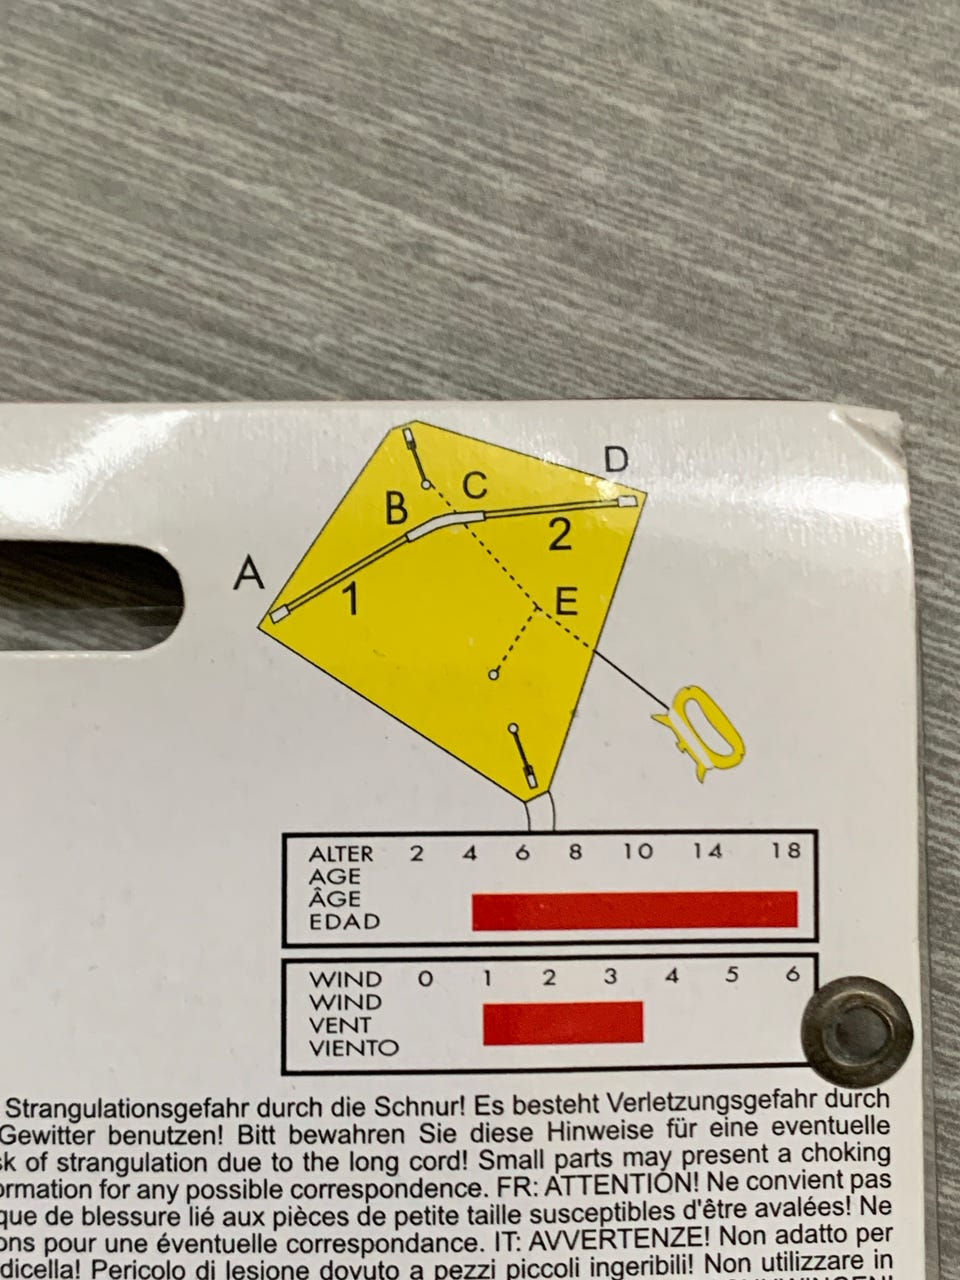 D
C
B
2
A
1
E
ALTER 2 4 6 8 10 14 18
AGE
ÂGE
EDAD
WIND 0 1 2 3 4 5 6
WIND
VENT
VIENTO
Strangulationsgefahr durch die Schnur! Es besteht Verletzungsgefahr durch
Gewitter benutzen! Bitt bewahren Sie diese Hinweise für eine eventuelle
sk of strangulation due to the long cord! Small parts may present a choking
ormation for any possible correspondence. FR: ATTENTION! Ne convient pas
que de blessure lié aux pièces de petite taille susceptibles d'être avalées! Ne
ons pour une éventuelle correspondance. IT: AVVERTENZE! Non adatto per
dicella! Pericolo di lesione dovuto a pezzi piccoli ingeribili! Non utilizzare in